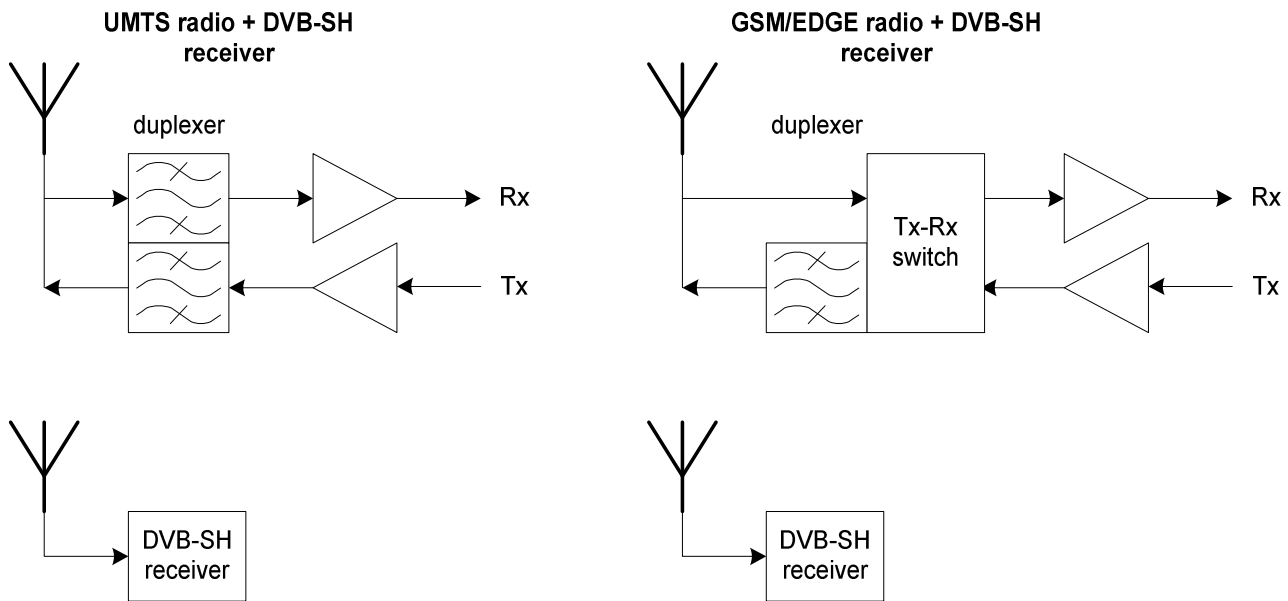 UMTS radio + DVB-SH
receiver
duplexer
Rx
Tx
DVB-SH
receiver
GSM/EDGE radio + DVB-SH
receiver
duplexer
Tx-Rx
switch
Rx
Tx
DVB-SH
receiver